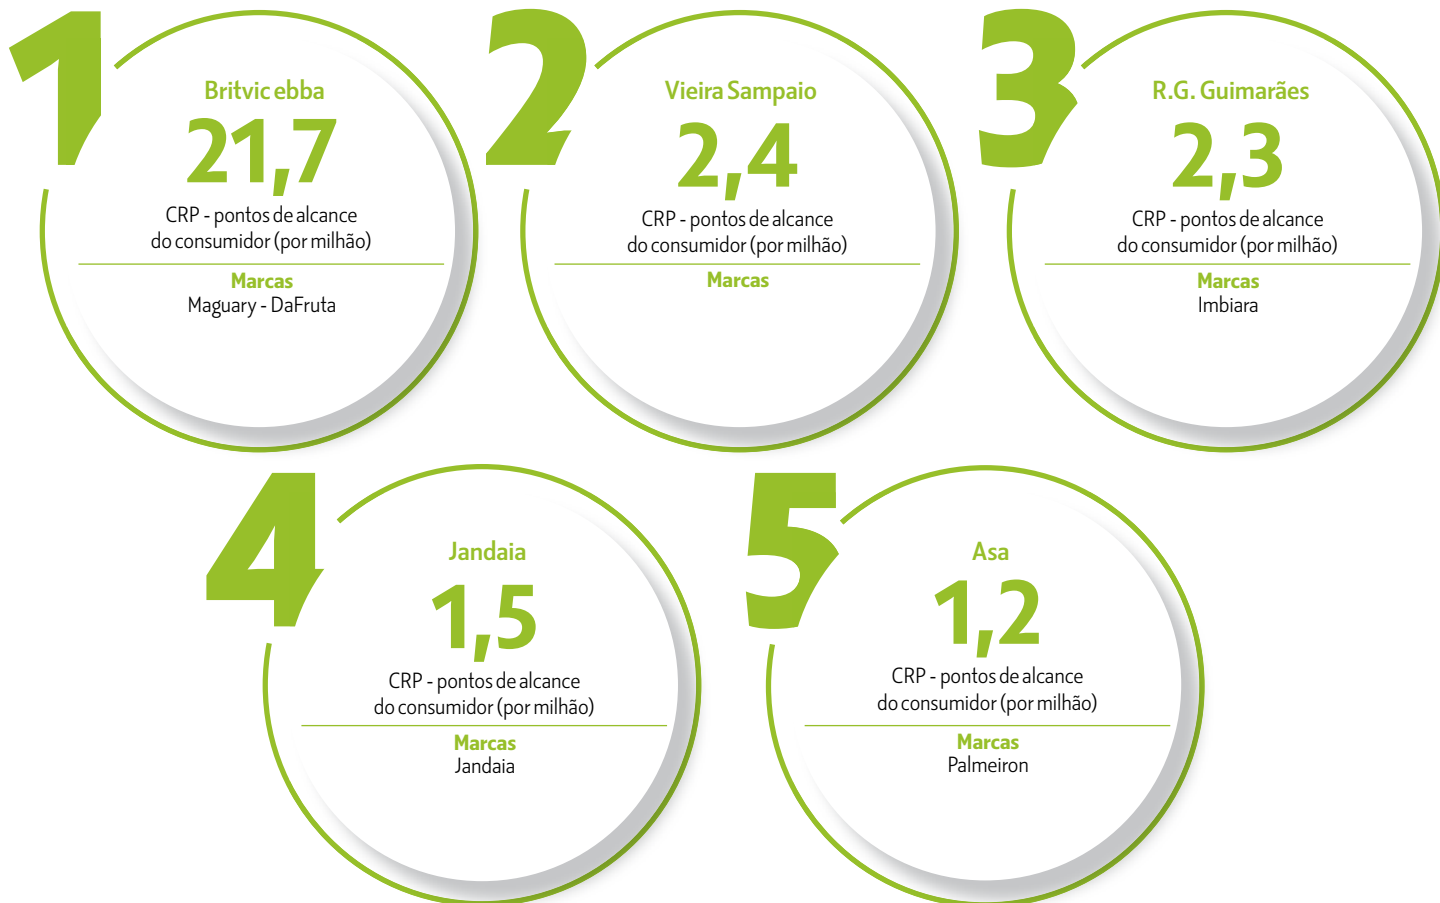 1
Britvic ebba
21,7
CRP - pontos de alcance
do consumidor (por milhão)
Marcas
Maguary - DaFruta
2
Vieira Sampaio
2,4
CRP - pontos de alcance
do consumidor (por milhão)
Marcas
3
R.G. Guimarães
2,3
CRP - pontos de alcance
do consumidor (por milhão)
Marcas
Imbiara
4
Jandaia
1,5
CRP - pontos de alcance
do consumidor (por milhão)
Marcas
Jandaia
5
Asa
1,2
CRP - pontos de alcance
do consumidor (por milhão)
Marcas
Palmeiron